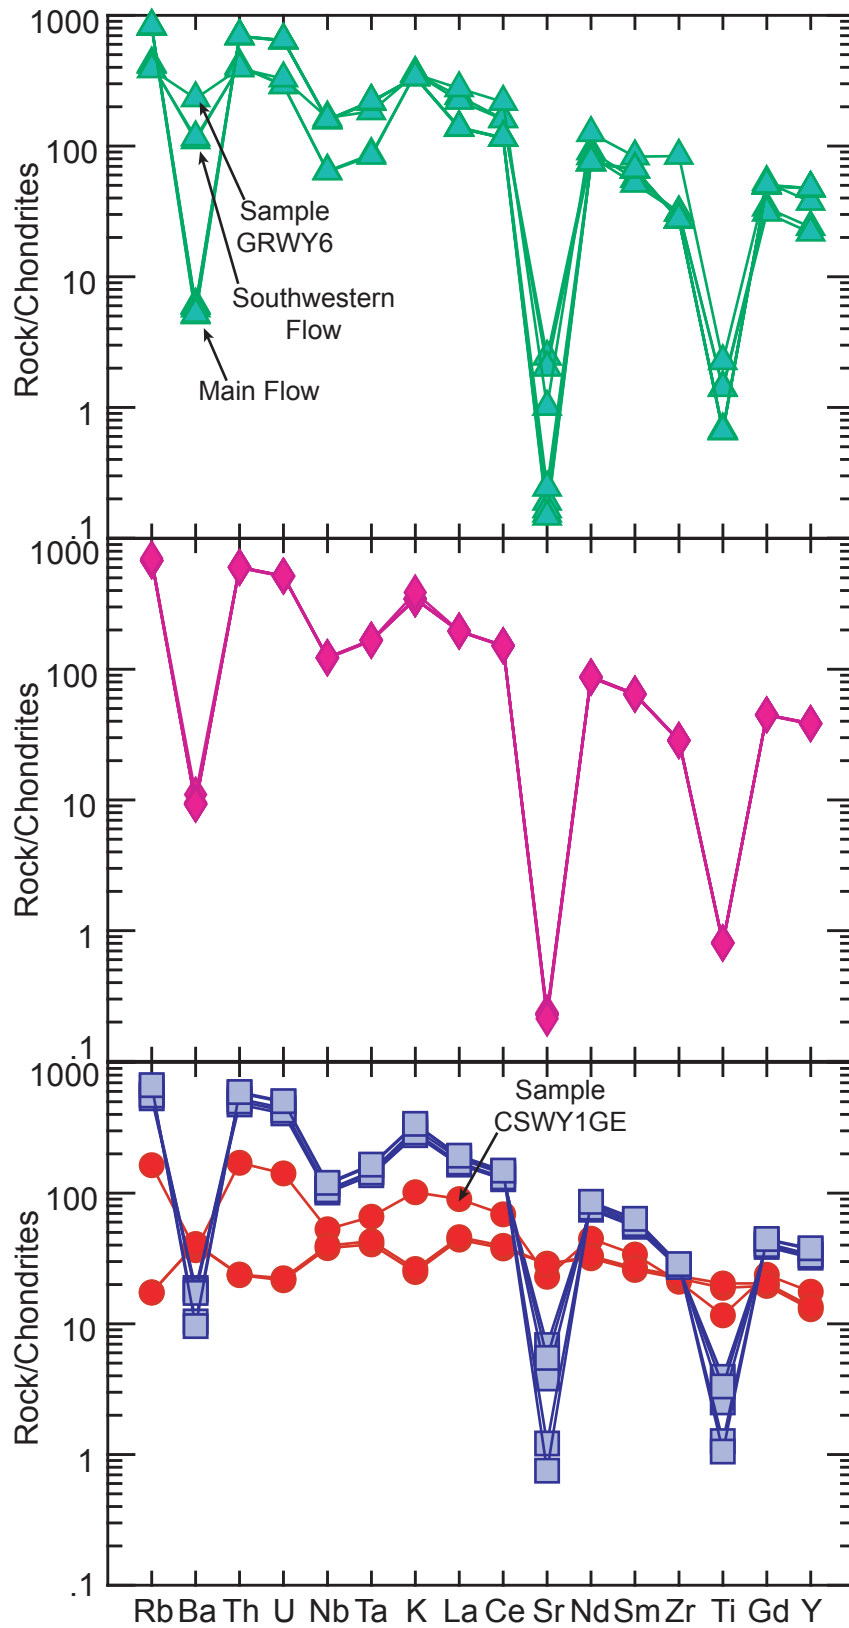 1000
100
10
1
.1
Rock/Chondrites
Sample
GRWY6
Southwestern
Flow
Main Flow
1000
100
10
1
.1
Rock/Chondrites
1000
100
10
1
.1
Rock/Chondrites
Sample
CSWY1GE
Rb Ba Th U Nb Ta K La Ce Sr Nd Sm Zr Ti Gd Y